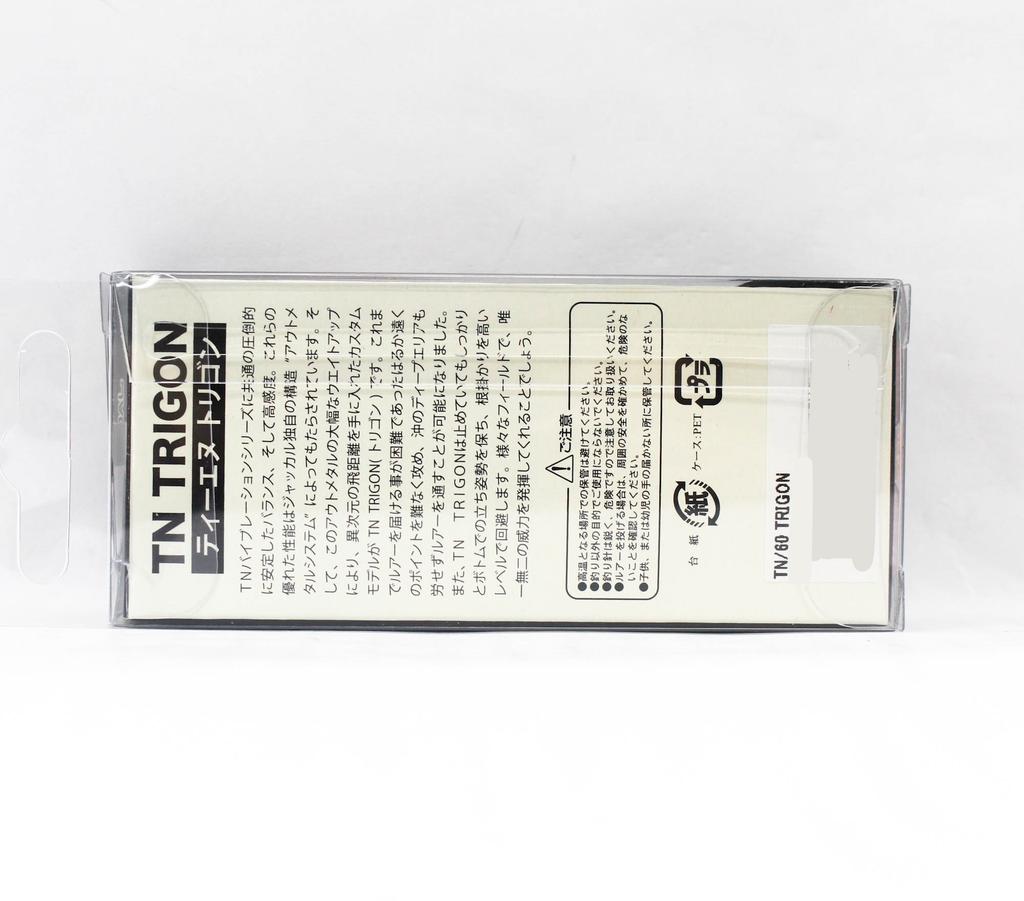 TN TRIGON
ティーエヌトリゴン
TNバイブレーションシリーズに共通の圧倒的
に安定したバランス、そして高感度。これらの
優れた性能はジャッカル独自の構造“アウトメ
タルシステム”によってもたらされています。そ
して、このアウトメタルの大幅なウエイトアップ
により、異次元の飛距離を手に入れたカスタム
モデルが TN TRIGON(トリゴン)です。これま
でルアーを届ける事が困難であったはるか遠く
のポイントを難なく攻め、沖のディープエリアも
労せずルアーを通すことが可能になりました。
また、TN TRIGONは止めていてもしっかり
とボトムでの立ち姿勢を保ち、根掛かりを高い
レベルで回避します。様々なフィールドで、唯
一無二の威力を発揮してくれることでしょう。
ご注意
●高温となる場所での保管は避けてください。
●釣り以外の目的でご使用にならないでください。
●釣り針は鋭く、危険ですので注意してお取り扱いください。
●ルアーを投げる場合は、周囲の安全を確かめて、危険のな
いことを確認してください。
●子供、または幼児の手の届かない所に保管してください。
台紙 紙 ケース:PET プラ
TN/60 TRIGON